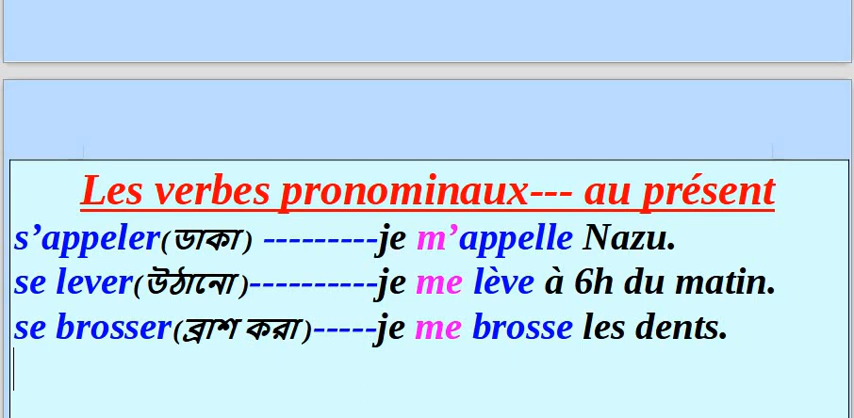 Les verbes pronominaux--- au présent
s’appeler(ডাকা) ---------je m’appelle Nazu.
se lever(উঠানো)----------je me lève à 6h du matin.
se brosser(ব্রাশ করা)-----je me brosse les dents.